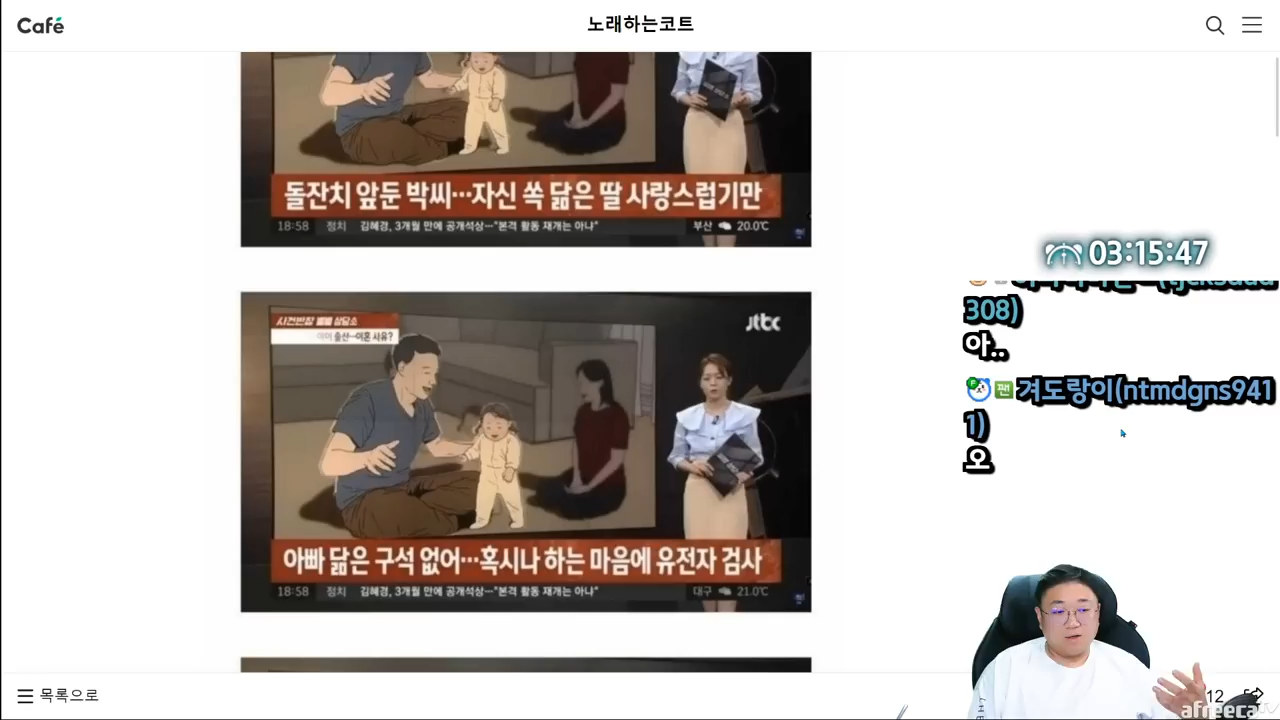 Café
노래하는코트
돌잔치 앞둔 박씨…자신 쏙 닮은 딸 사랑스럽기만
18:58 정치 김혜경, 3개월 만에 공개석상…"본격 활동 재개는 아냐" 부산 20.0℃
03:15:47
308)
아..
팬 겨도랑이(ntmdgns941
1)
오
사건반장 별별 상담소
아이 출산…이혼 사유?
jtbc
아빠 닮은 구석 없어…혹시나 하는 마음에 유전자 검사
18:58 정치 김혜경, 3개월 만에 공개석상…"본격 활동 재개는 아냐" 대구 21.0℃
목록으로
12
afreecaTV